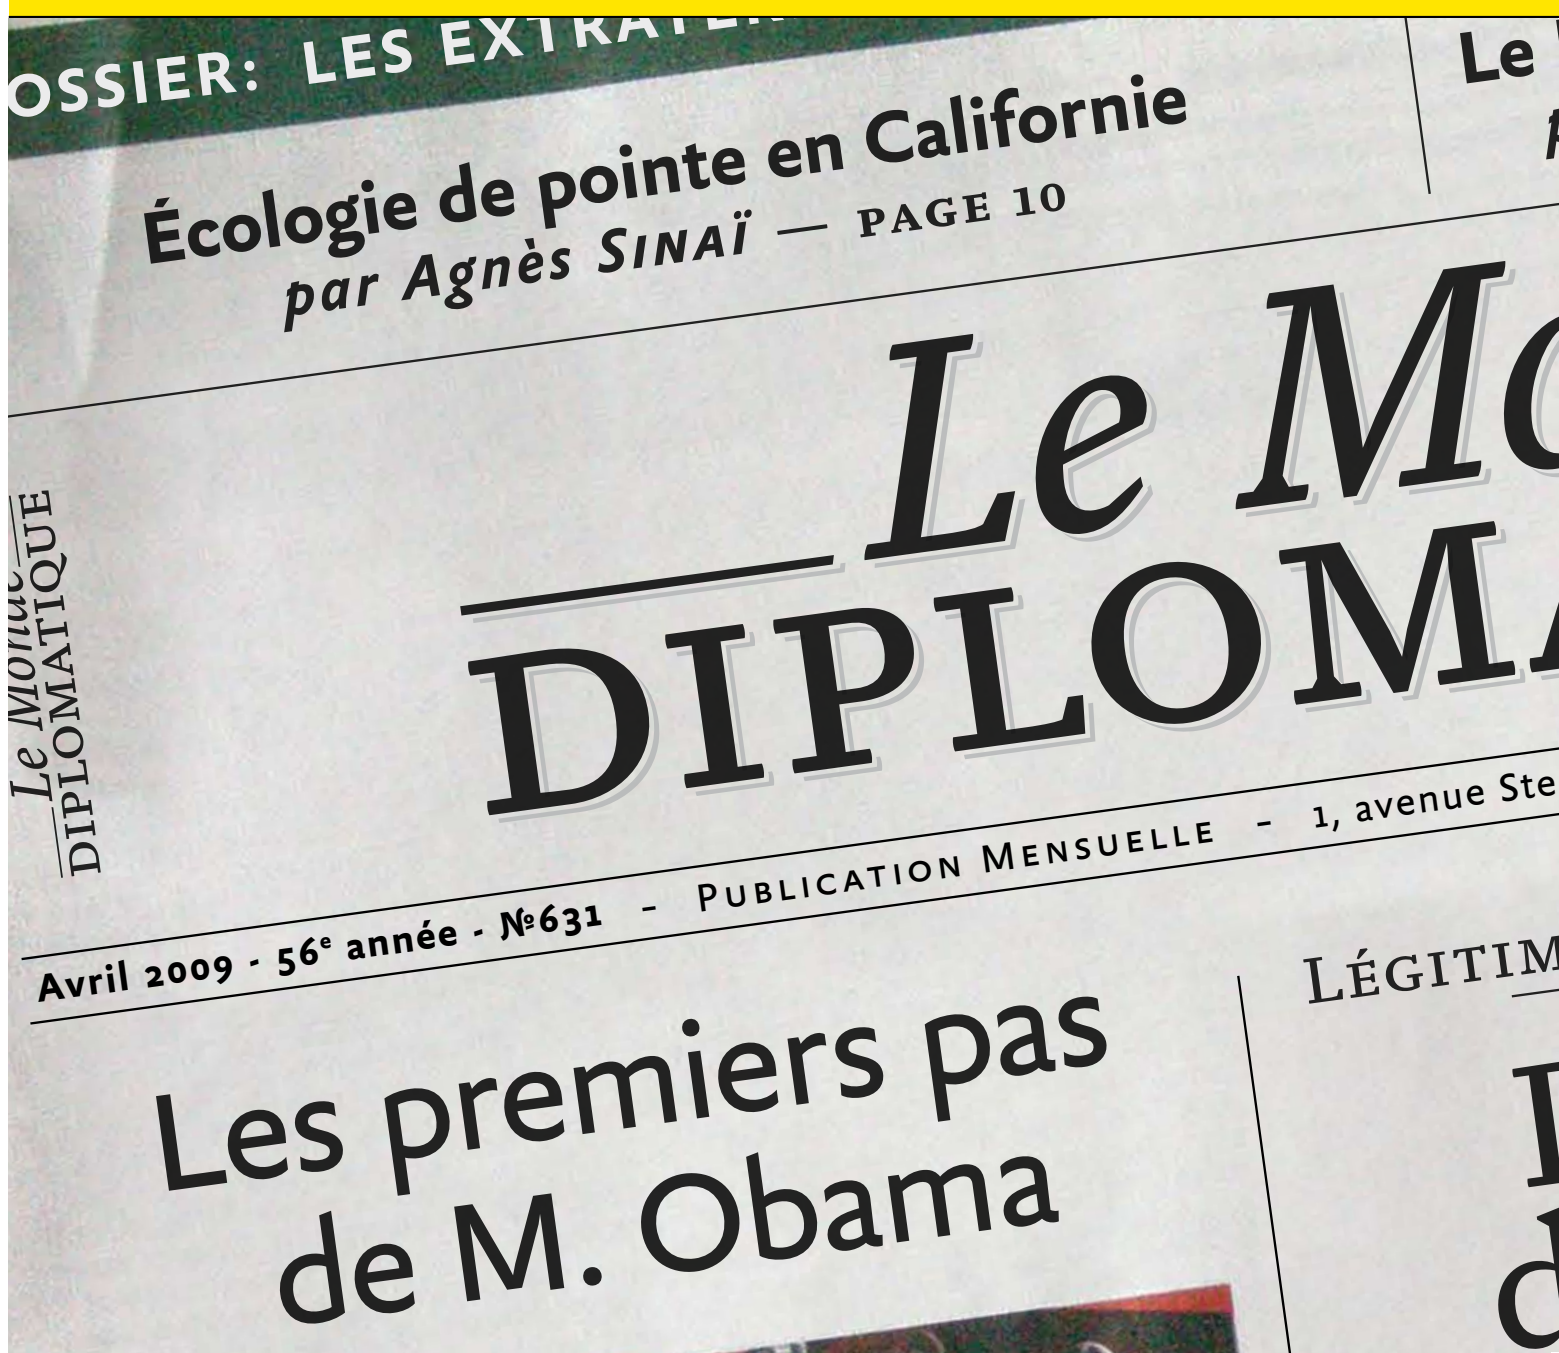 OSSIER: LES EXTRATER
Écologie de pointe en Californie
par Agnès SINAÏ — PAGE 10
Le
Le Mo
DIPLOMA
Le Monde
DIPLOMATIQUE
Avril 2009 - 56e année - №631 – PUBLICATION MENSUELLE – 1, avenue Ste
Les premiers pas
de M. Obama
LÉGITIM